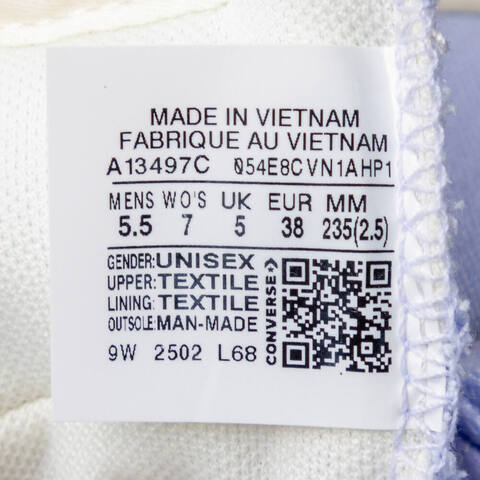 MADE IN VIETNAM
FABRIQUE AU VIETNAM
A13497C 054E8CVN1AHP1
MENS WO'S UK EUR MM
5.5 7 5 38 235(2.5)
GENDER:UNISEX
UPPER:TEXTILE
LINING:TEXTILE
OUTSOLE:MAN-MADE
9W 2502 L68
CONVERSE